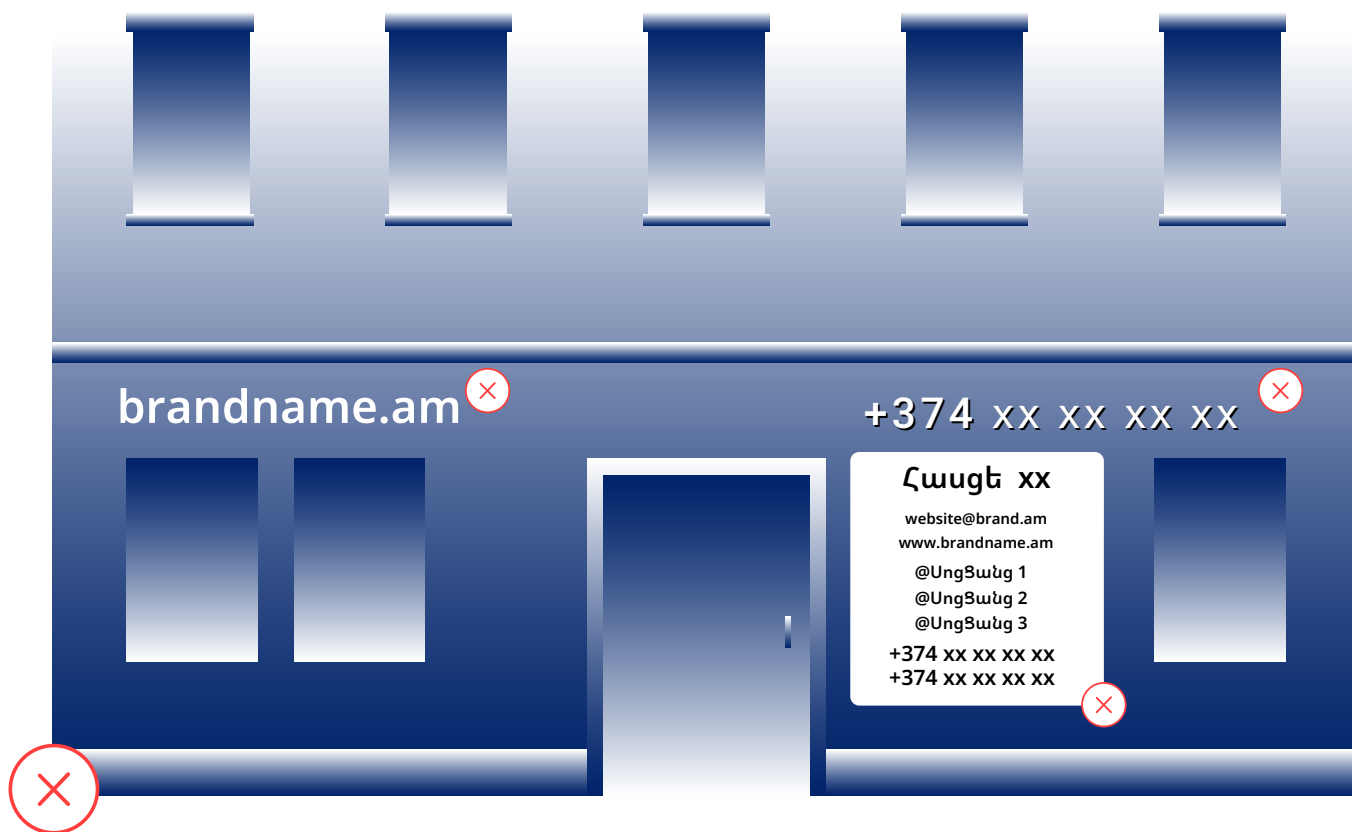 brandname.am
+374 xx xx xx xx
Հասցե xx
website@brand.am
www.brandname.am
@ՍոցՑանց 1
@ՍոցՑանց 2
@ՍոցՑանց 3
+374 xx xx xx xx
+374 xx xx xx xx